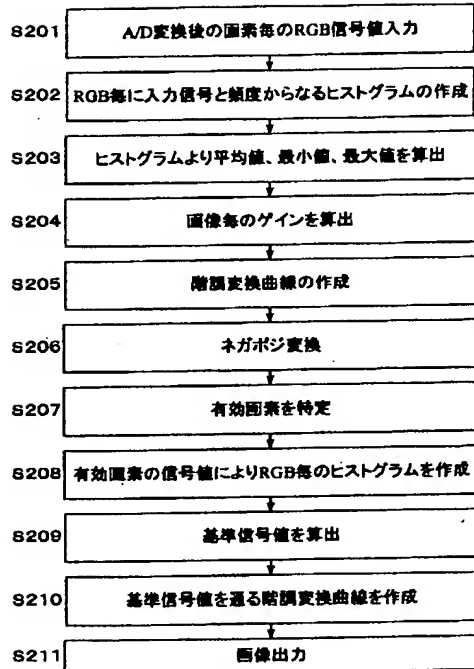 S201 A/D変換後の画素毎のRGB信号値入力
S202 RGB毎に入力信号と頻度からなるヒストグラムの作成
S203 ヒストグラムより平均値、最小値、最大値を算出
S204 画像毎のゲインを算出
S205 階調変換曲線の作成
S206 ネガポジ変換
S207 有効画素を特定
S208 有効画素の信号値によりRGB毎のヒストグラムを作成
S209 基準信号値を算出
S210 基準信号値を通る階調変換曲線を作成
S211 画像出力